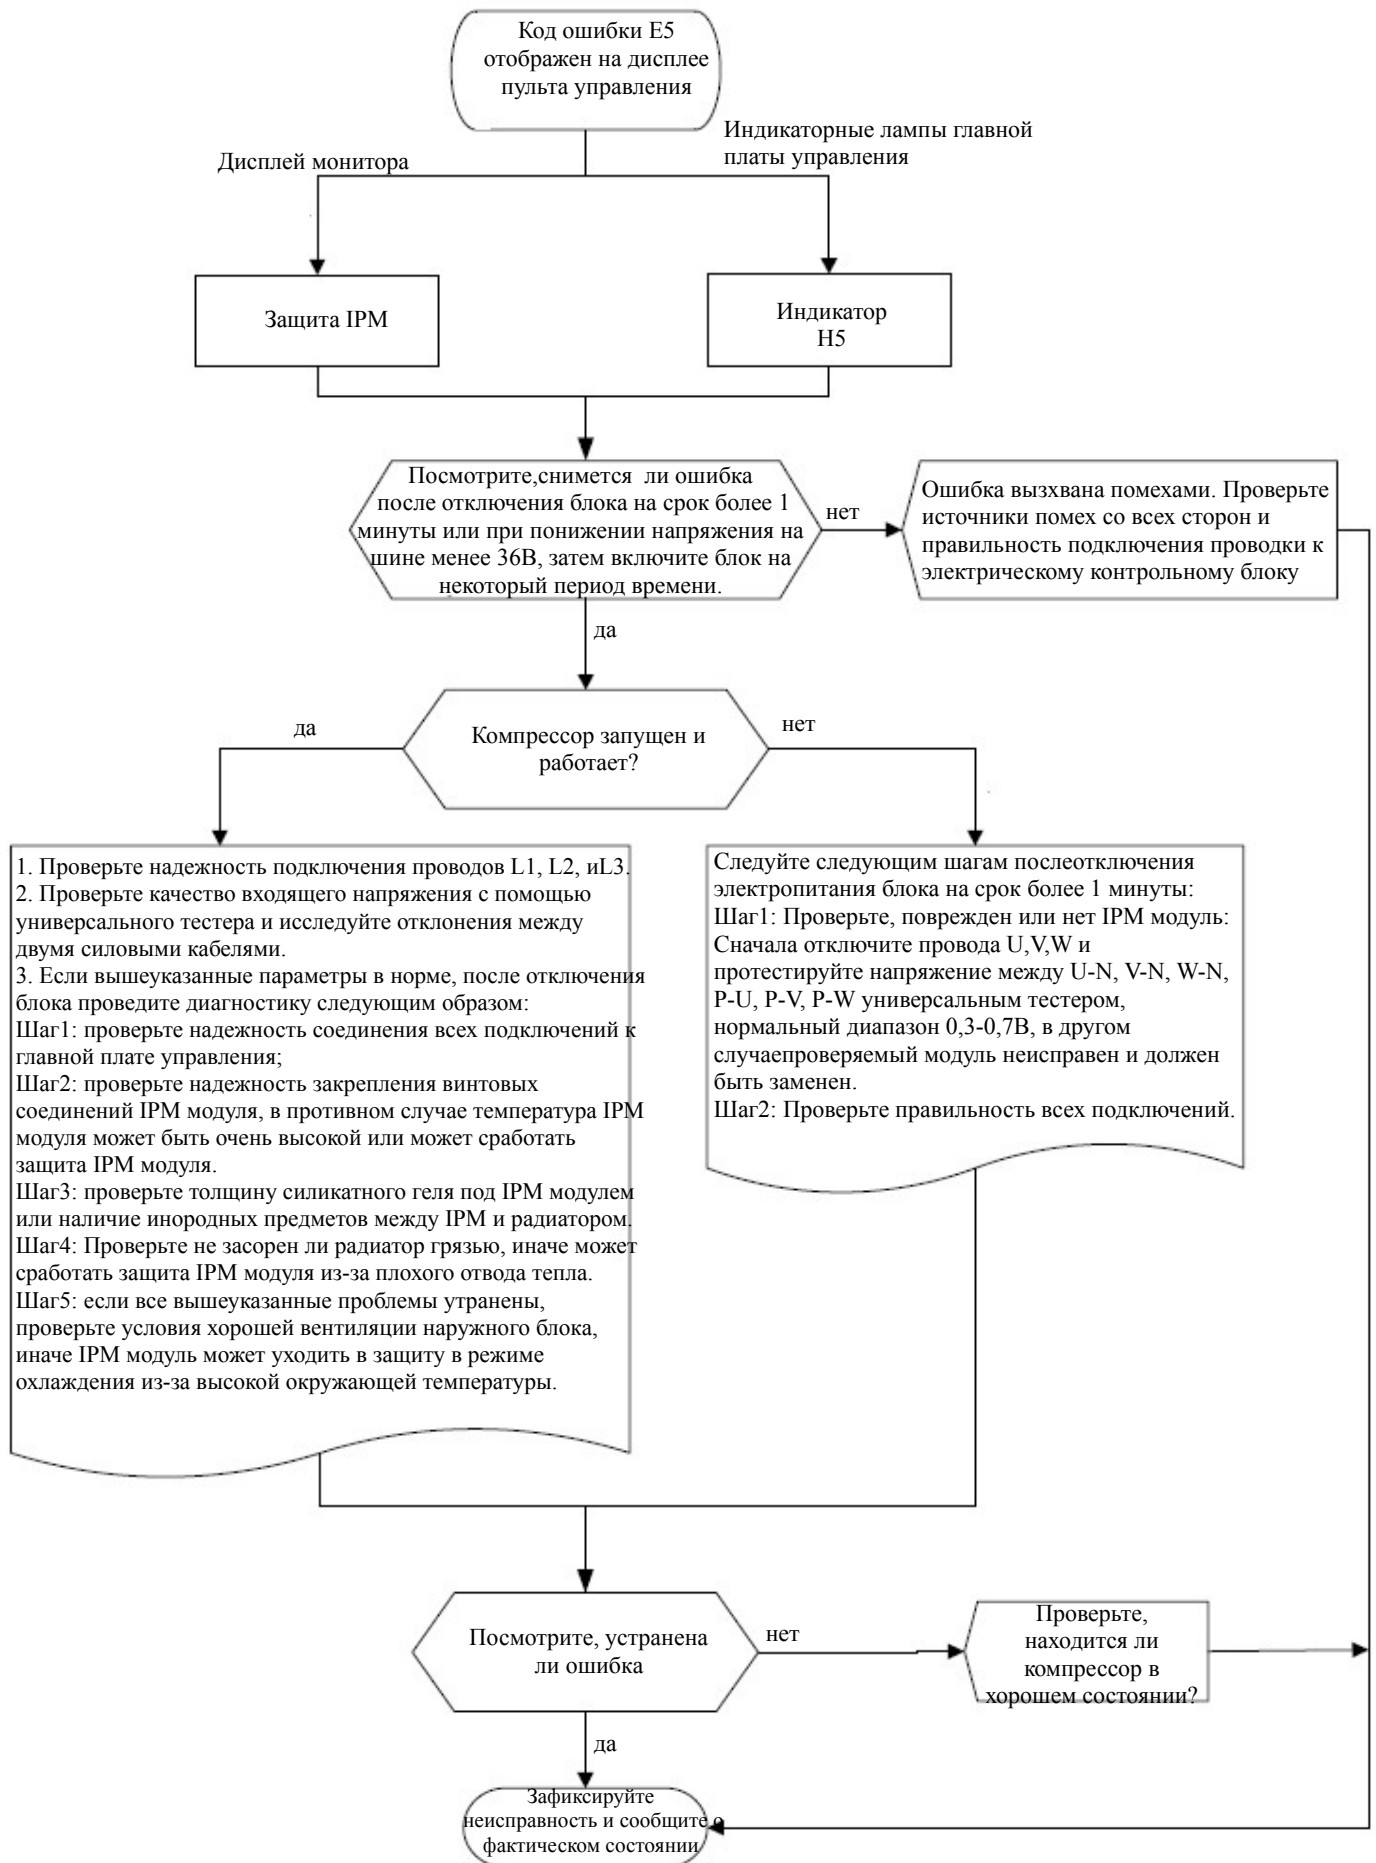 Код ошибки E5
отображен на дисплее
пульта управления
Индикаторные лампы главной
платы управления
Дисплей монитора
Защита IPM
Индикатор
H5
Посмотрите,снимется ли ошибка
после отключения блока на срок более 1
минуты или при понижении напряжения на
шине менее 36В, затем включите блок на
некоторый период времени.
нет
Ошибка вызхвана помехами. Проверьте
источники помех со всех сторон и
правильность подключения проводки к
электрическому контрольному блоку
да
Компрессор запущен и
работает?
да
нет
1. Проверьте надежность подключения проводов L1, L2, иL3.
2. Проверьте качество входящего напряжения с помощью
универсального тестера и исследуйте отклонения между
двумя силовыми кабелями.
3. Если вышеуказанные параметры в норме, после отключения
блока проведите диагностику следующим образом:
Шаг1: проверьте надежность соединения всех подключений к
главной плате управления;
Шаг2: проверьте надежность закрепления винтовых
соединений IPM модуля, в противном случае температура IPM
модуля может быть очень высокой или может сработать
защита IPM модуля.
Шаг3: проверьте толщину силикатного геля под IPM модулем
или наличие инородных предметов между IPM и радиатором.
Шаг4: Проверьте не засорен ли радиатор грязью, иначе может
сработать защита IPM модуля из-за плохого отвода тепла.
Шаг5: если все вышеуказанные проблемы утранены,
проверьте условия хорошей вентиляции наружного блока,
иначе IPM модуль может уходить в защиту в режиме
охлаждения из-за высокой окружающей температуры.
Следуйте следующим шагам послеотключения
электропитания блока на срок более 1 минуты:
Шаг1: Проверьте, поврежден или нет IPM модуль:
Сначала отключите провода U,V,W и
протестируйте напряжение между U-N, V-N, W-N,
P-U, P-V, P-W универсальным тестером,
нормальный диапазон 0,3-0,7В, в другом
случаепроверяемый модуль неисправен и должен
быть заменен.
Шаг2: Проверьте правильность всех подключений.
Посмотрите, устранена
ли ошибка
нет
Проверьте,
находится ли
компрессор в
хорошем состоянии?
да
Зафиксируйте
неисправность и сообщите о
фактическом состоянии